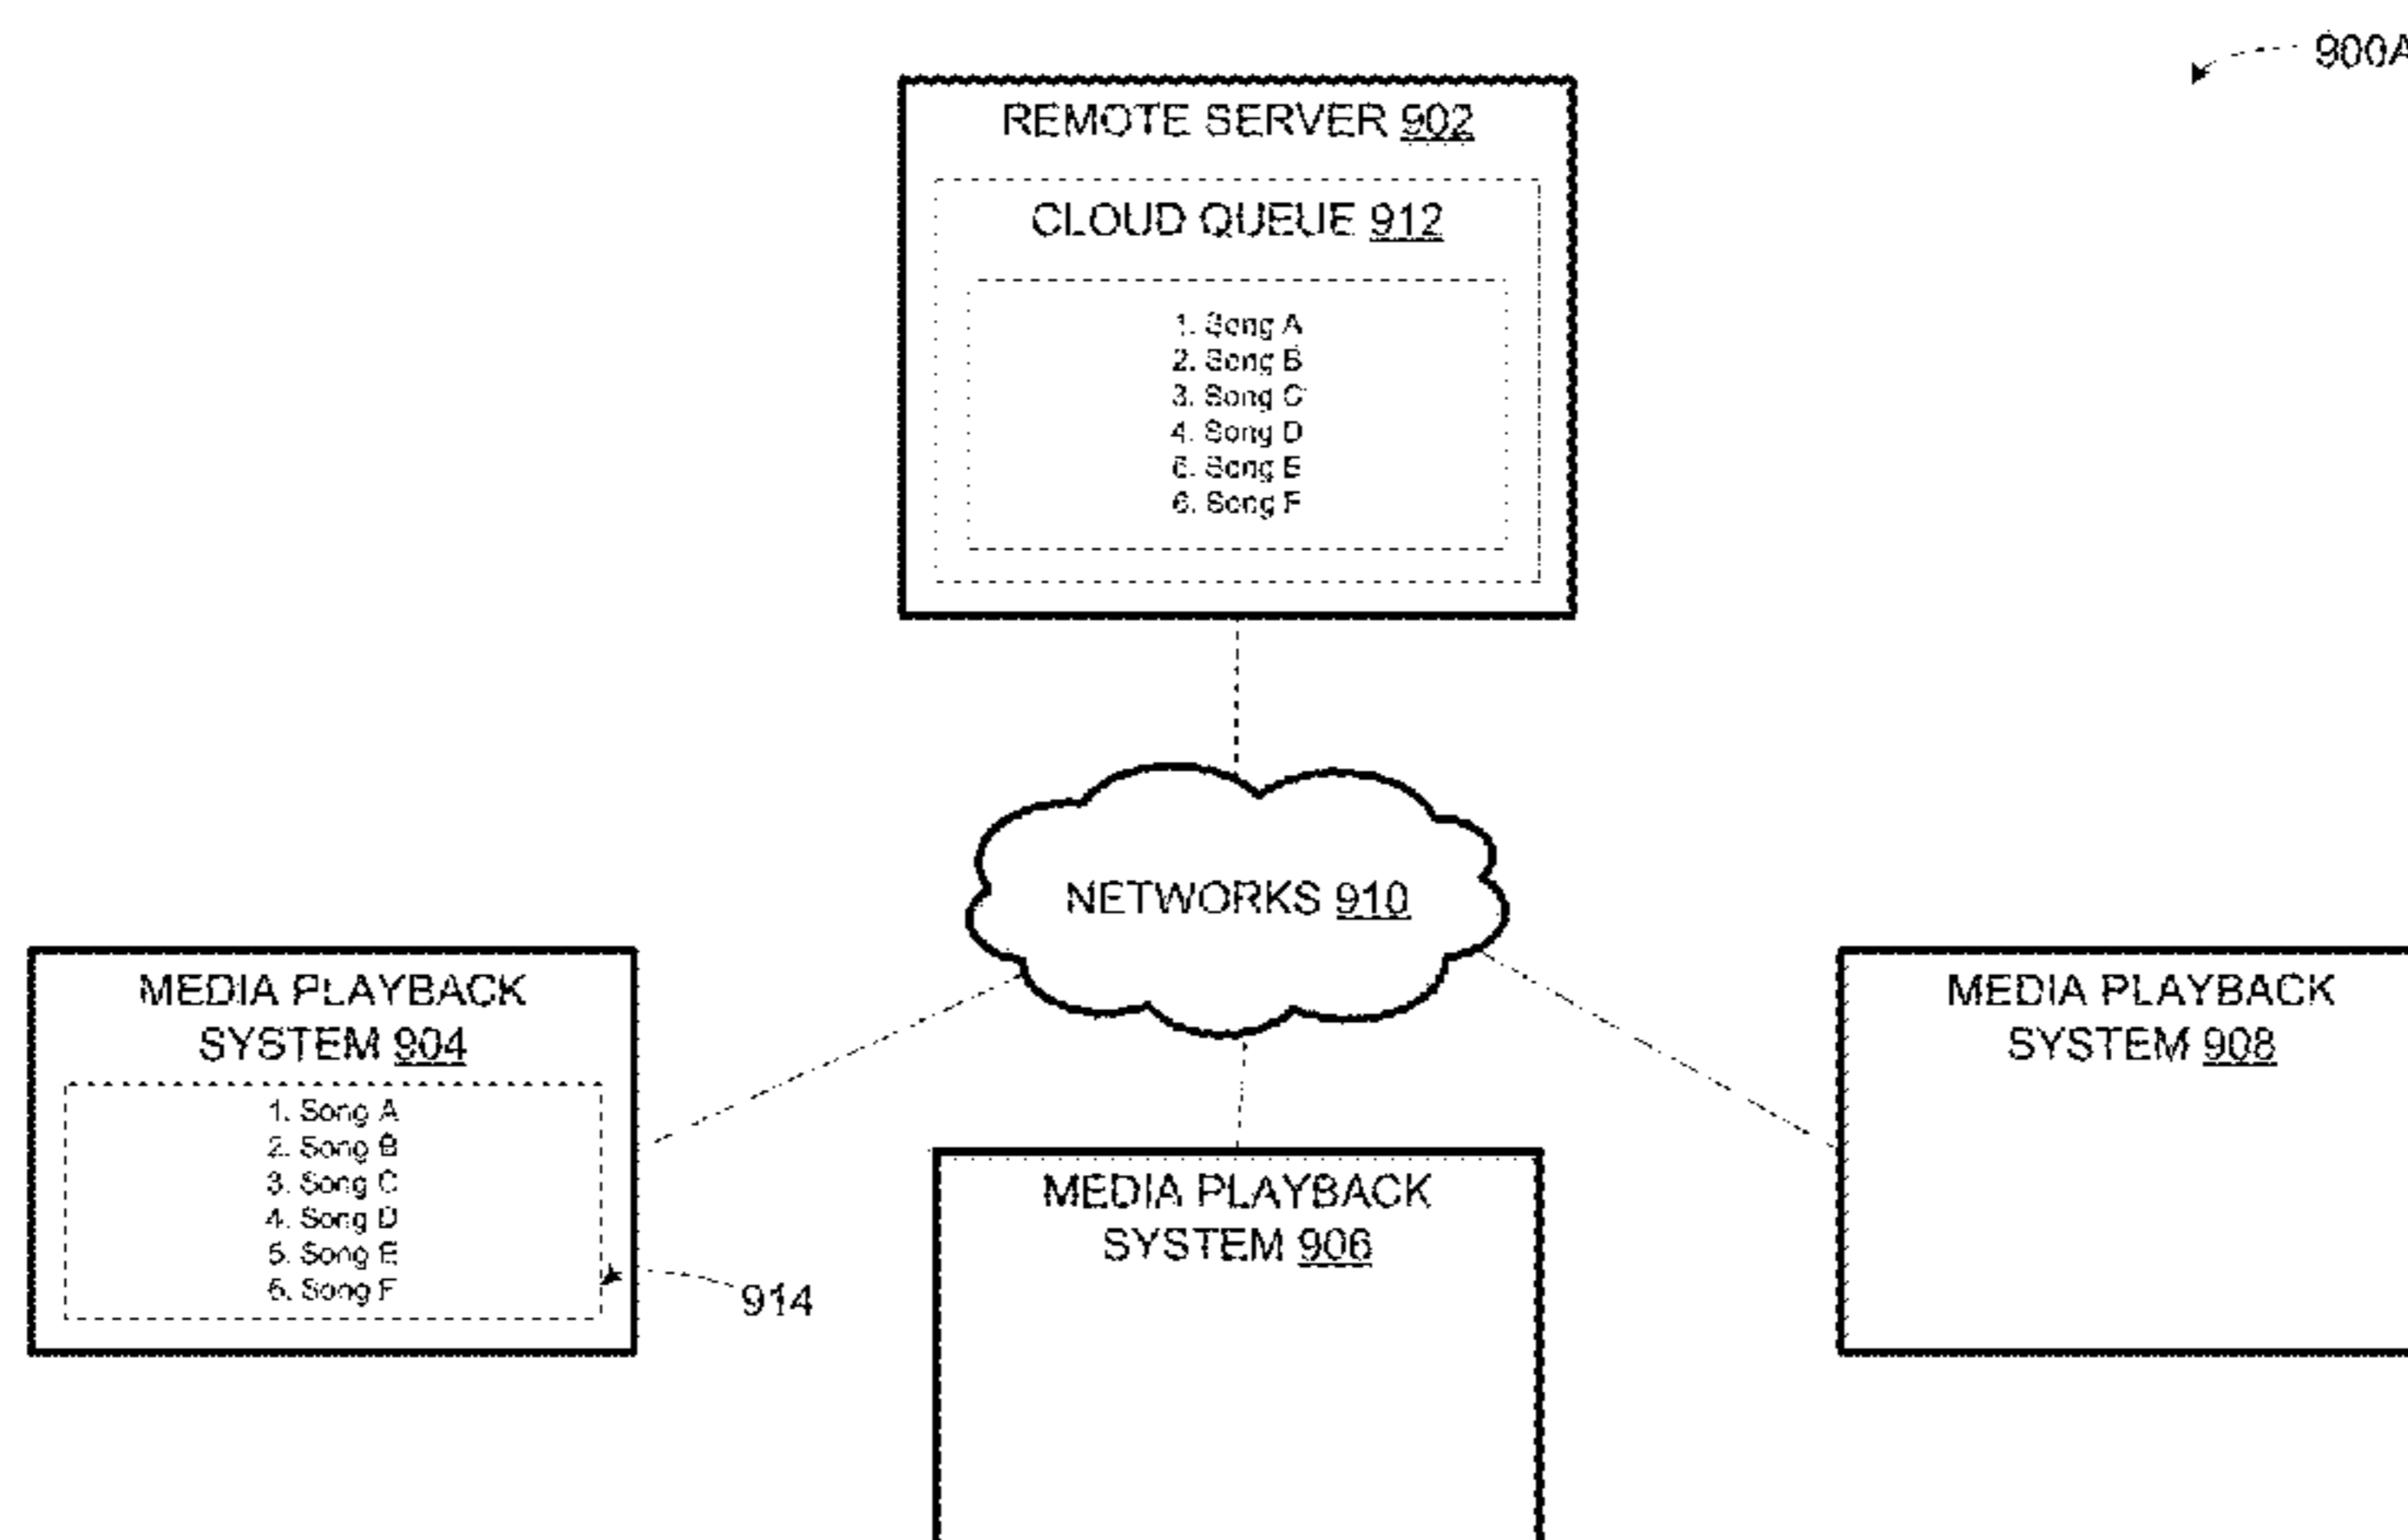 900A
REMOTE SERVER 902
CLOUD QUEUE 912
1. Song A
2. Song B
3. Song C
4. Song D
5. Song E
6. Song F
NETWORKS 910
MEDIA PLAYBACK
SYSTEM 904
1. Song A
2. Song B
3. Song C
4. Song D
5. Song E
6. Song F
914
MEDIA PLAYBACK
SYSTEM 906
MEDIA PLAYBACK
SYSTEM 908